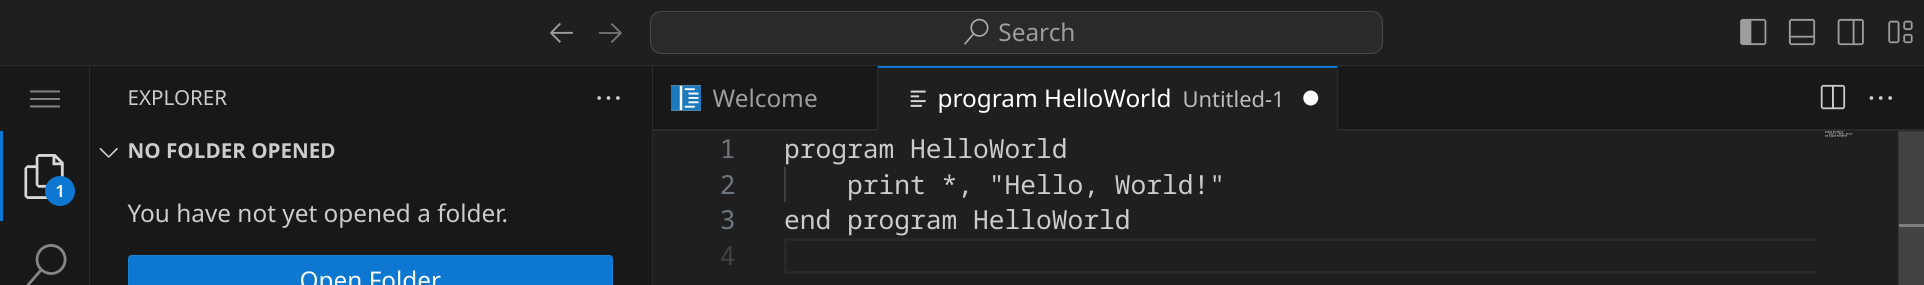 Search
EXPLORER
NO FOLDER OPENED
1
You have not yet opened a folder.
Open Folder
Welcome
program HelloWorld Untitled-1
1 program HelloWorld
2     print *, "Hello, World!"
3 end program HelloWorld
4